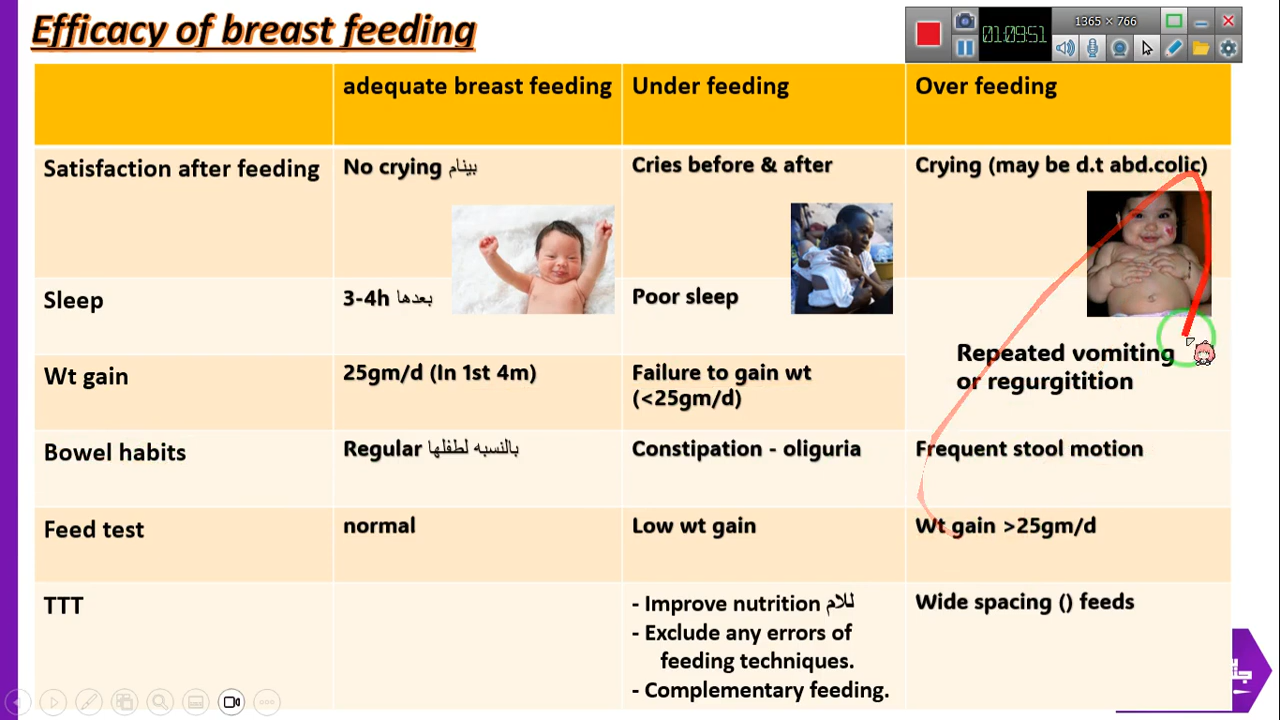 Efficacy of breast feeding
1365 × 766
01:09:51
adequate breast feeding
Under feeding
Over feeding
Satisfaction after feeding
No crying بينام
Cries before & after
Crying (may be d.t abd.colic)
Sleep
3-4h بعدها
Poor sleep
Repeated vomiting
or regurgitition
Wt gain
25gm/d (In 1st 4m)
Failure to gain wt
(<25gm/d)
Bowel habits
Regular بالنسبه لطفلها
Constipation - oliguria
Frequent stool motion
Feed test
normal
Low wt gain
Wt gain >25gm/d
TTT
- Improve nutrition للام
- Exclude any errors of
feeding techniques.
- Complementary feeding.
Wide spacing () feeds